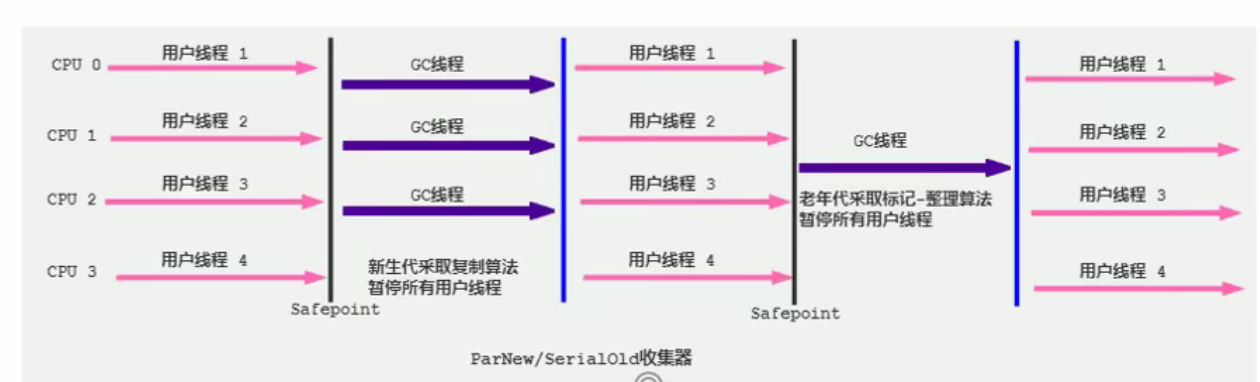 用户线程 1
GC线程
用户线程 1
用户线程 1
CPU 0
用户线程 2
GC线程
用户线程 2
用户线程 2
CPU 1
GC线程
用户线程 3
GC线程
用户线程 3
用户线程 3
CPU 2
老年代采取标记-整理算法
暂停所有用户线程
用户线程 4
用户线程 4
用户线程 4
CPU 3
新生代采取复制算法
暂停所有用户线程
Safepoint
Safepoint
ParNew/SerialOld收集器